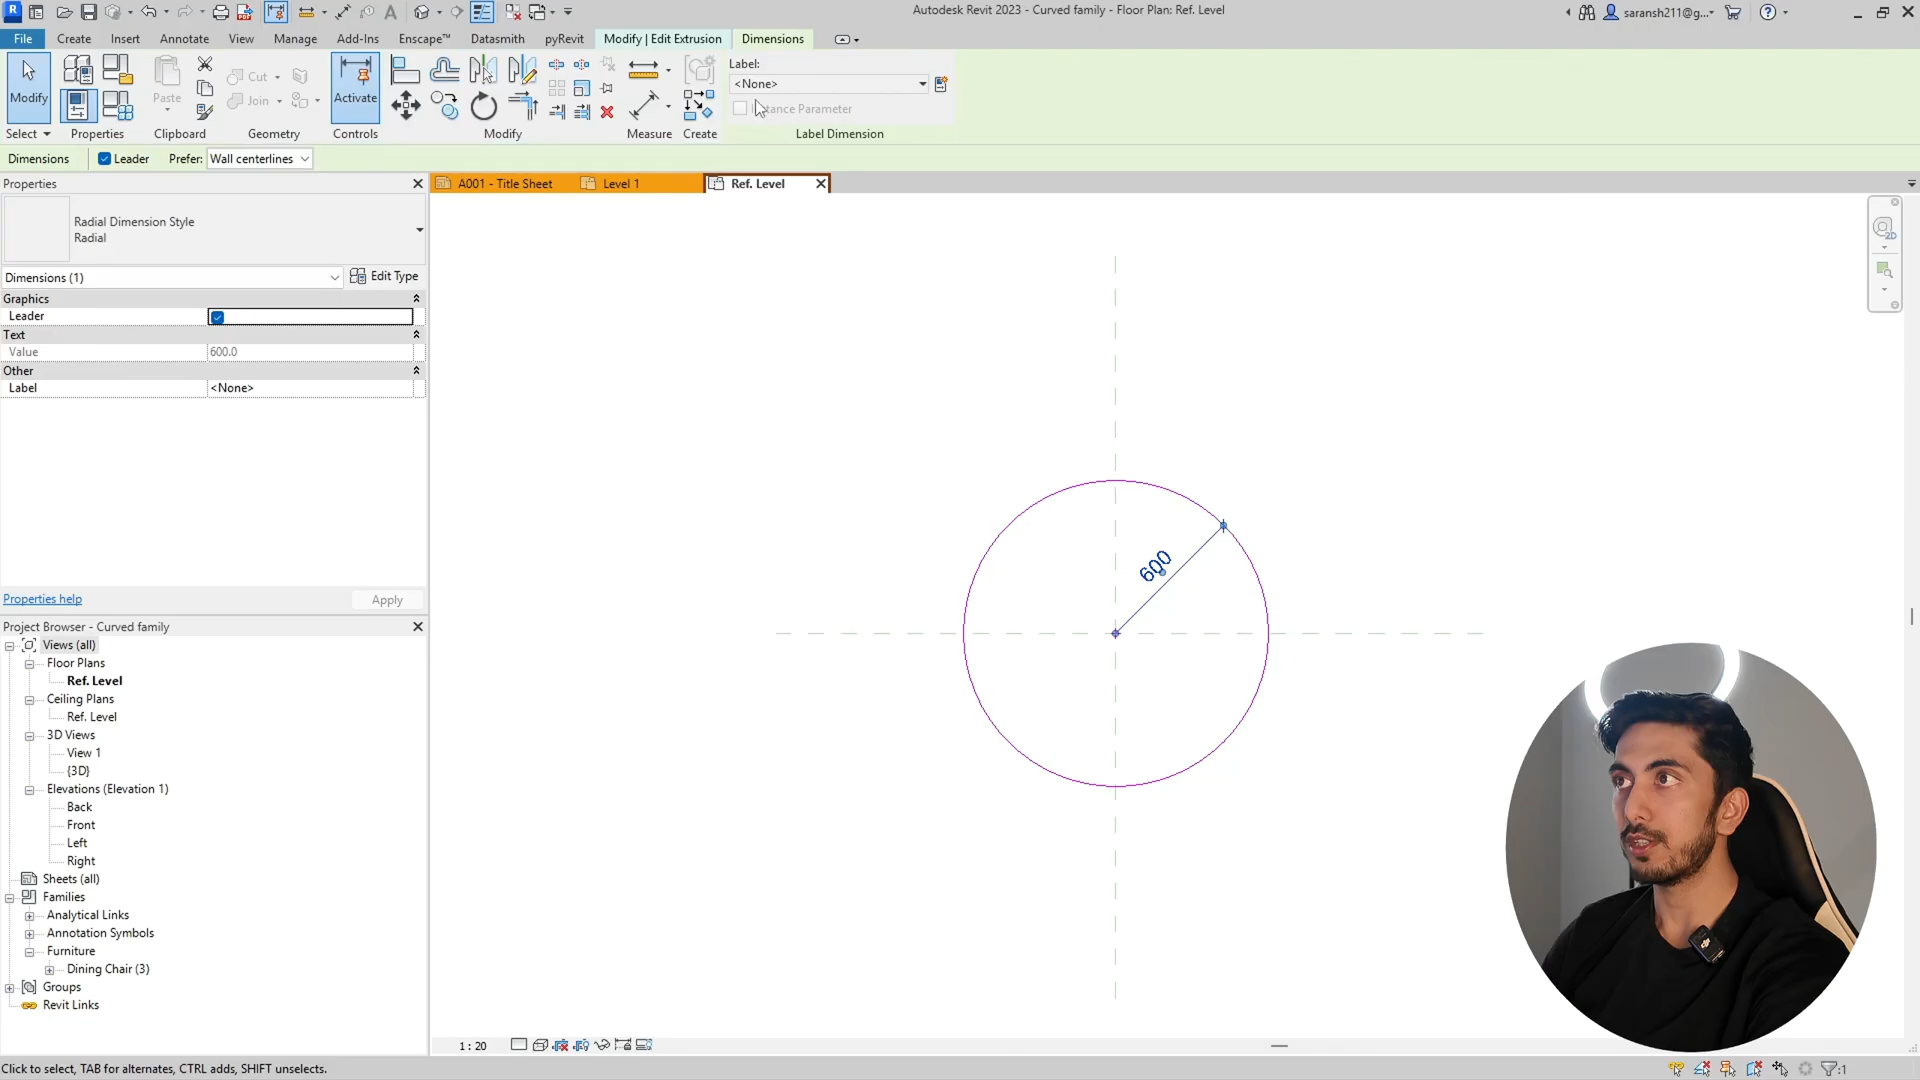 Autodesk Revit 2023 - Curved family - Floor Plan: Ref. Level
saransh211@g...
File Create Insert Annotate View Manage Add-Ins Enscape™ Datasmith pyRevit Modify | Edit Extrusion Dimensions
Modify
Paste
Cut
Join
Activate
Label:
<None>
Instance Parameter
Select Properties Clipboard Geometry Controls Modify Measure Create Label Dimension
Dimensions Leader Prefer: Wall centerlines
Properties
A001 - Title Sheet Level 1 Ref. Level
Radial Dimension Style
Radial
Dimensions (1) Edit Type
Graphics
Leader
Text
Value 600.0
Other
Label <None>
600
2D
Properties help Apply
Project Browser - Curved family
Views (all)
Floor Plans
Ref. Level
Ceiling Plans
Ref. Level
3D Views
View 1
{3D}
Elevations (Elevation 1)
Back
Front
Left
Right
Sheets (all)
Families
Analytical Links
Annotation Symbols
Furniture
Dining Chair (3)
Groups
Revit Links
1 : 20
Click to select, TAB for alternates, CTRL adds, SHIFT unselects.
:1